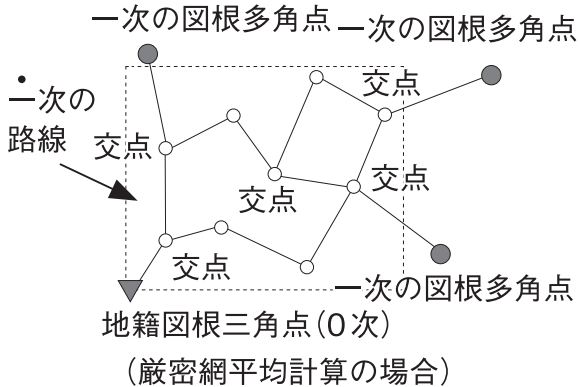 一次の図根多角点
一次の図根多角点
一次の
路線
交点
交点
交点
交点
交点
一次の図根多角点
地籍図根三角点(0次)
(厳密網平均計算の場合)